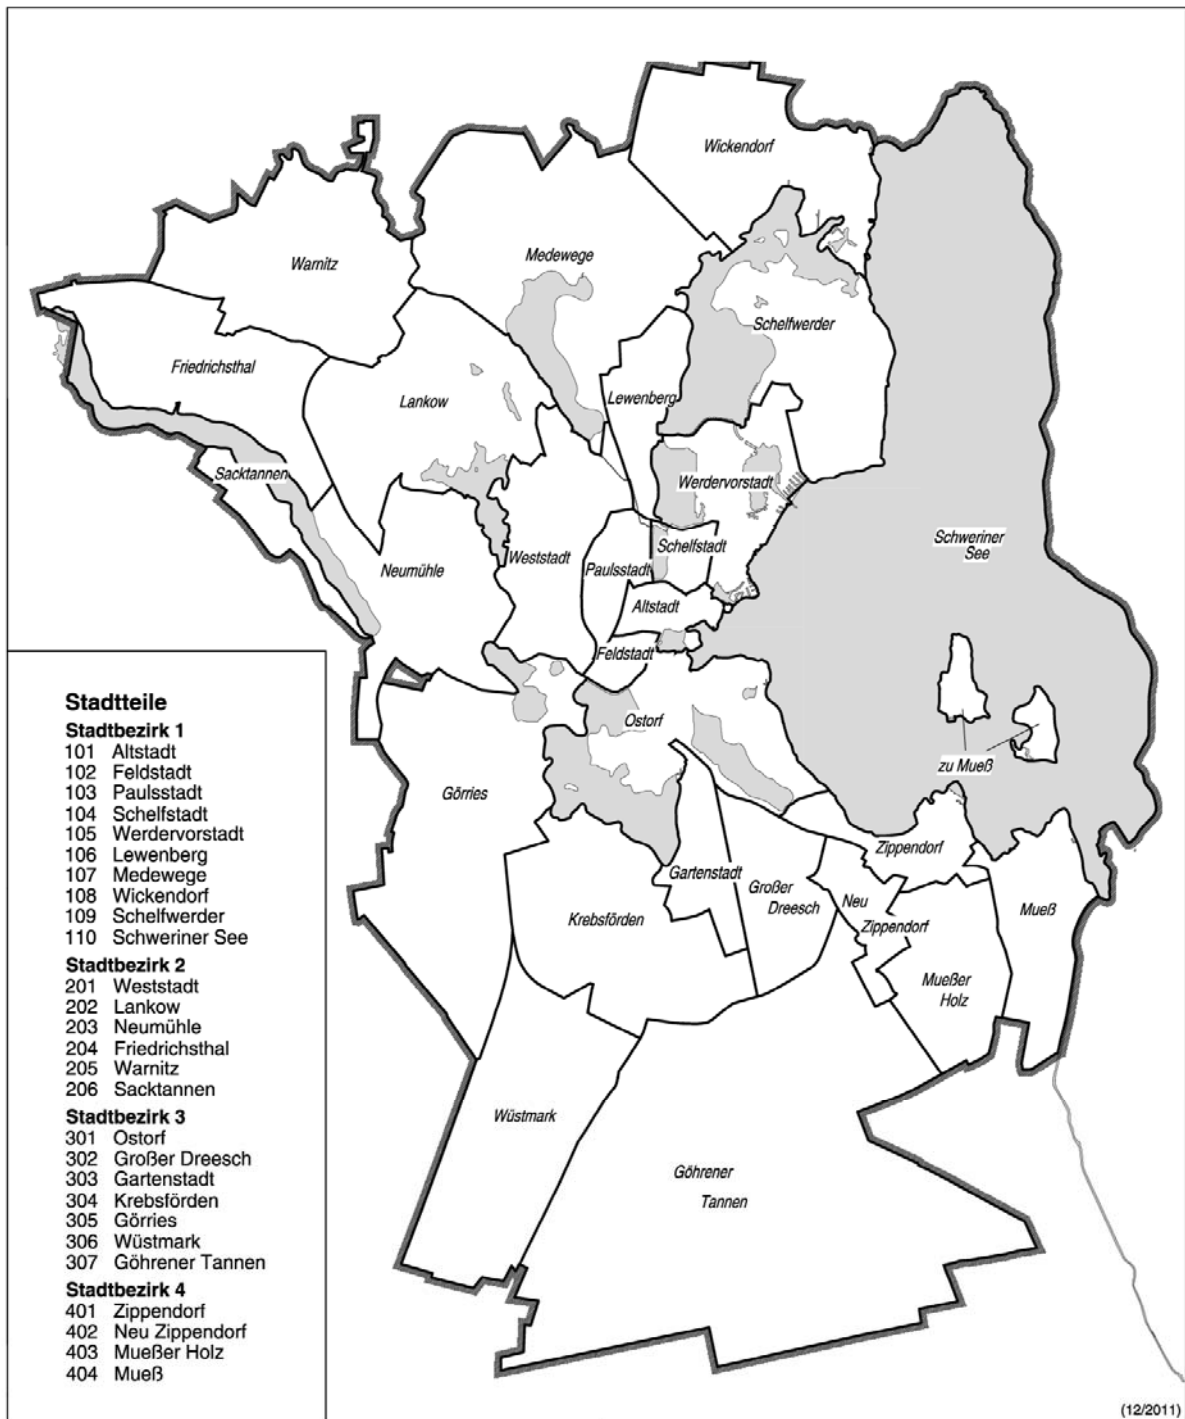 Wickendorf
Medewege
Warnitz
Schelfwerder
Friedrichsthal
Lankow
Lewenberg
Sacktannen
Werdervorstadt
Schweriner
See
Schelfstadt
Weststadt
Paulsstadt
Neumühle
Altstadt
Feldstadt
Ostorf
zu Mueß
Görries
Zippendorf
Gartenstadt
Großer
Dreesch
Neu
Zippendorf
Mueß
Krebsförden
Mueßer
Holz
Wüstmark
Göhrener
Tannen
Stadtteile
Stadtbezirk 1
101 Altstadt
102 Feldstadt
103 Paulsstadt
104 Schelfstadt
105 Werdervorstadt
106 Lewenberg
107 Medewege
108 Wickendorf
109 Schelfwerder
110 Schweriner See
Stadtbezirk 2
201 Weststadt
202 Lankow
203 Neumühle
204 Friedrichsthal
205 Warnitz
206 Sacktannen
Stadtbezirk 3
301 Ostorf
302 Großer Dreesch
303 Gartenstadt
304 Krebsförden
305 Görries
306 Wüstmark
307 Göhrener Tannen
Stadtbezirk 4
401 Zippendorf
402 Neu Zippendorf
403 Mueßer Holz
404 Mueß
(12/2011)